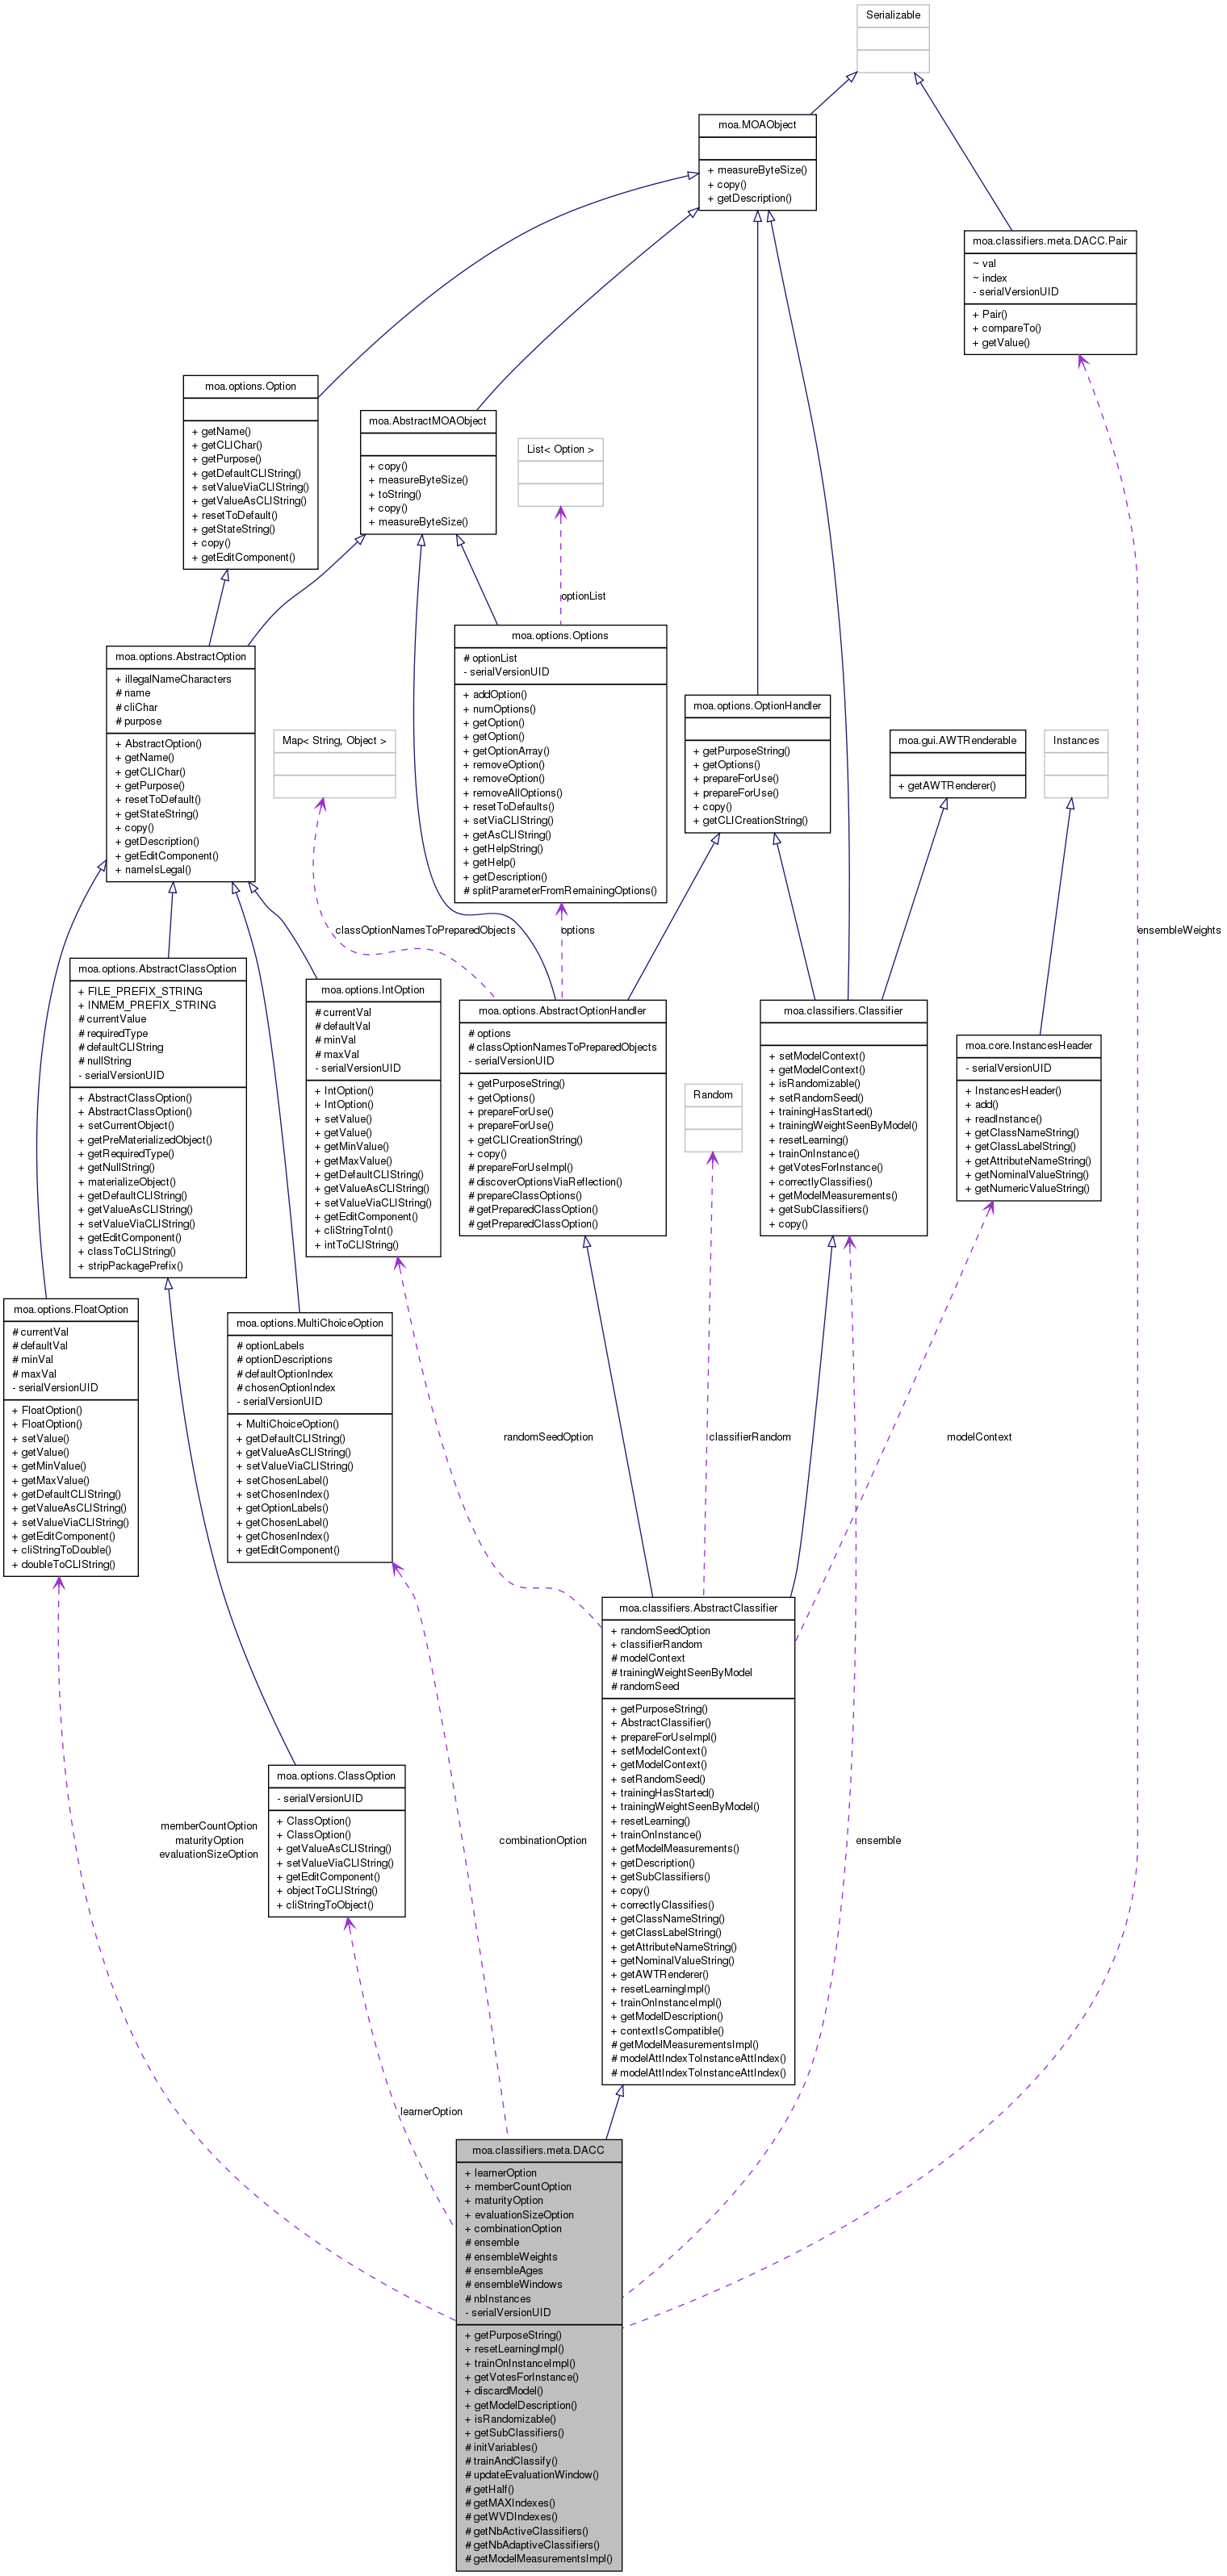 Serializable
moa.MOAObject
+ measureByteSize()
+ copy()
+ getDescription()
moa.classifiers.meta.DACC.Pair
~ val
~ index
- serialVersionUID
+ Pair()
+ compareTo()
+ getValue()
moa.options.Option
+ getName()
+ getCLIChar()
+ getPurpose()
+ getDefaultCLIString()
+ setValueViaCLIString()
+ getValueAsCLIString()
+ resetToDefault()
+ getStateString()
+ copy()
+ getEditComponent()
moa.AbstractMOAObject
+ copy()
+ measureByteSize()
+ toString()
+ copy()
+ measureByteSize()
List< Option >
optionList
moa.options.AbstractOption
+ illegalNameCharacters
# name
# cliChar
# purpose
+ AbstractOption()
+ getName()
+ getCLIChar()
+ getPurpose()
+ resetToDefault()
+ getStateString()
+ copy()
+ getDescription()
+ getEditComponent()
+ nameIsLegal()
Map< String, Object >
moa.options.Options
# optionList
- serialVersionUID
+ addOption()
+ numOptions()
+ getOption()
+ getOption()
+ getOptionArray()
+ removeOption()
+ removeOption()
+ removeAllOptions()
+ resetToDefaults()
+ setViaCLIString()
+ getAsCLIString()
+ getHelpString()
+ getHelp()
+ getDescription()
# splitParameterFromRemainingOptions()
moa.options.OptionHandler
+ getPurposeString()
+ getOptions()
+ prepareForUse()
+ prepareForUse()
+ copy()
+ getCLICreationString()
moa.gui.AWTRenderable
+ getAWTRenderer()
Instances
classOptionNamesToPreparedObjects
options
ensembleWeights
moa.options.AbstractClassOption
+ FILE_PREFIX_STRING
+ INMEM_PREFIX_STRING
# currentValue
# requiredType
# defaultCLIString
# nullString
- serialVersionUID
+ AbstractClassOption()
+ AbstractClassOption()
+ setCurrentObject()
+ getPreMaterializedObject()
+ getRequiredType()
+ getNullString()
+ materializeObject()
+ getDefaultCLIString()
+ getValueAsCLIString()
+ setValueViaCLIString()
+ getEditComponent()
+ classToCLIString()
+ stripPackagePrefix()
moa.options.IntOption
# currentVal
# defaultVal
# minVal
# maxVal
- serialVersionUID
+ IntOption()
+ IntOption()
+ setValue()
+ getValue()
+ getMinValue()
+ getMaxValue()
+ getDefaultCLIString()
+ getValueAsCLIString()
+ setValueViaCLIString()
+ getEditComponent()
+ cliStringToInt()
+ intToCLIString()
moa.options.AbstractOptionHandler
# options
# classOptionNamesToPreparedObjects
- serialVersionUID
+ getPurposeString()
+ getOptions()
+ prepareForUse()
+ prepareForUse()
+ getCLICreationString()
+ copy()
# prepareForUseImpl()
# discoverOptionsViaReflection()
# prepareClassOptions()
# getPreparedClassOption()
# getPreparedClassOption()
Random
moa.classifiers.Classifier
+ setModelContext()
+ getModelContext()
+ isRandomizable()
+ setRandomSeed()
+ trainingHasStarted()
+ trainingWeightSeenByModel()
+ resetLearning()
+ trainOnInstance()
+ getVotesForInstance()
+ correctlyClassifies()
+ getModelMeasurements()
+ getSubClassifiers()
+ copy()
moa.core.InstancesHeader
- serialVersionUID
+ InstancesHeader()
+ add()
+ readInstance()
+ getClassNameString()
+ getClassLabelString()
+ getAttributeNameString()
+ getNominalValueString()
+ getNumericValueString()
moa.options.FloatOption
# currentVal
# defaultVal
# minVal
# maxVal
- serialVersionUID
+ FloatOption()
+ FloatOption()
+ setValue()
+ getValue()
+ getMinValue()
+ getMaxValue()
+ getDefaultCLIString()
+ getValueAsCLIString()
+ setValueViaCLIString()
+ getEditComponent()
+ cliStringToDouble()
+ doubleToCLIString()
moa.options.MultiChoiceOption
# optionLabels
# optionDescriptions
# defaultOptionIndex
# chosenOptionIndex
- serialVersionUID
+ MultiChoiceOption()
+ getDefaultCLIString()
+ getValueAsCLIString()
+ setValueViaCLIString()
+ setChosenLabel()
+ setChosenIndex()
+ getOptionLabels()
+ getChosenLabel()
+ getChosenIndex()
+ getEditComponent()
randomSeedOption
classifierRandom
modelContext
moa.classifiers.AbstractClassifier
+ randomSeedOption
+ classifierRandom
# modelContext
# trainingWeightSeenByModel
# randomSeed
+ getPurposeString()
+ AbstractClassifier()
+ prepareForUseImpl()
+ setModelContext()
+ getModelContext()
+ setRandomSeed()
+ trainingHasStarted()
+ trainingWeightSeenByModel()
+ resetLearning()
+ trainOnInstance()
+ getModelMeasurements()
+ getDescription()
+ getSubClassifiers()
+ copy()
+ correctlyClassifies()
+ getClassNameString()
+ getClassLabelString()
+ getAttributeNameString()
+ getNominalValueString()
+ getAWTRenderer()
+ resetLearningImpl()
+ trainOnInstanceImpl()
+ getModelDescription()
+ contextIsCompatible()
# getModelMeasurementsImpl()
# modelAttIndexToInstanceAttIndex()
# modelAttIndexToInstanceAttIndex()
moa.options.ClassOption
- serialVersionUID
+ ClassOption()
+ ClassOption()
+ getValueAsCLIString()
+ setValueViaCLIString()
+ getEditComponent()
+ objectToCLIString()
+ cliStringToObject()
memberCountOption
maturityOption
evaluationSizeOption
combinationOption
ensemble
learnerOption
moa.classifiers.meta.DACC
+ learnerOption
+ memberCountOption
+ maturityOption
+ evaluationSizeOption
+ combinationOption
# ensemble
# ensembleWeights
# ensembleAges
# ensembleWindows
# nbInstances
- serialVersionUID
+ getPurposeString()
+ resetLearningImpl()
+ trainOnInstanceImpl()
+ getVotesForInstance()
+ discardModel()
+ getModelDescription()
+ isRandomizable()
+ getSubClassifiers()
# initVariables()
# trainAndClassify()
# updateEvaluationWindow()
# getHalf()
# getMAXIndexes()
# getWVDIndexes()
# getNbActiveClassifiers()
# getNbAdaptiveClassifiers()
# getModelMeasurementsImpl()